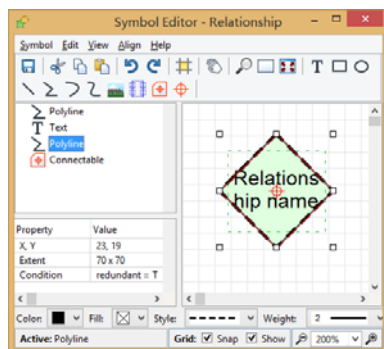 Symbol Editor - Relationship
Symbol Edit View Align Help
T
Polyline
T Text
Polyline
Connectable
Relations
hip name
Property Value
X, Y 23, 19
Extent 70 x 70
Condition redundant = T
Color: Fill: Style: Weight: 2
Active: Polyline Grid: Snap Show 200%